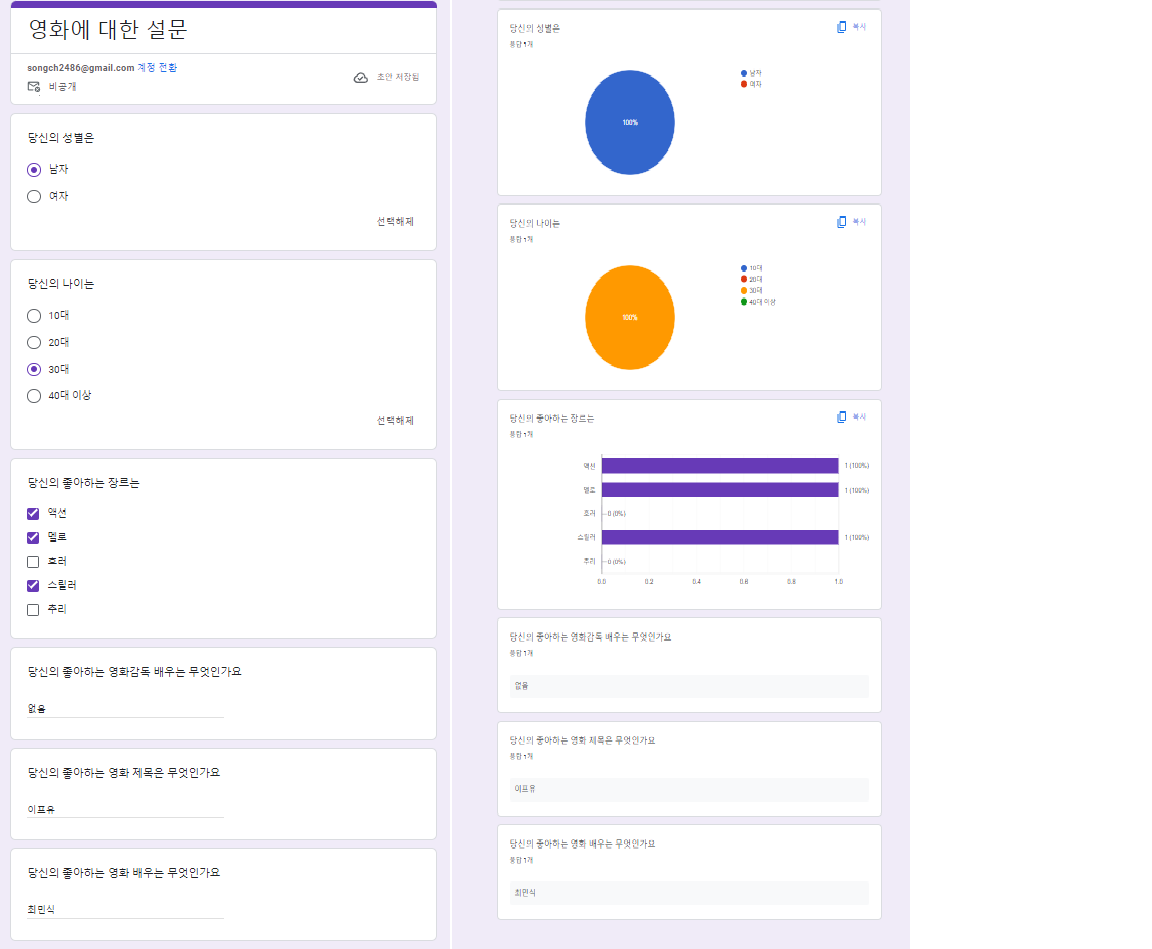 영화에 대한 설문
songch2486@gmail.com 계정 전환
비공개
초안 저장됨
당신의 성별은
남자
여자
선택해제
당신의 나이는
10대
20대
30대
40대 이상
선택해제
당신의 좋아하는 장르는
액션
멜로
호러
스릴러
추리
당신의 좋아하는 영화감독 배우는 무엇인가요
없음
당신의 좋아하는 영화 제목은 무엇인가요
이프유
당신의 좋아하는 영화 배우는 무엇인가요
최민식
당신의 성별은
복사
응답 1개
100%
남자
여자
당신의 나이는
복사
응답 1개
100%
10대
20대
30대
40대 이상
당신의 좋아하는 장르는
복사
응답 1개
액션
1 (100%)
멜로
1 (100%)
호러
0 (0%)
스릴러
1 (100%)
추리
0 (0%)
0.0 0.2 0.4 0.6 0.8 1.0
당신의 좋아하는 영화감독 배우는 무엇인가요
응답 1개
없음
당신의 좋아하는 영화 제목은 무엇인가요
응답 1개
이프유
당신의 좋아하는 영화 배우는 무엇인가요
응답 1개
최민식